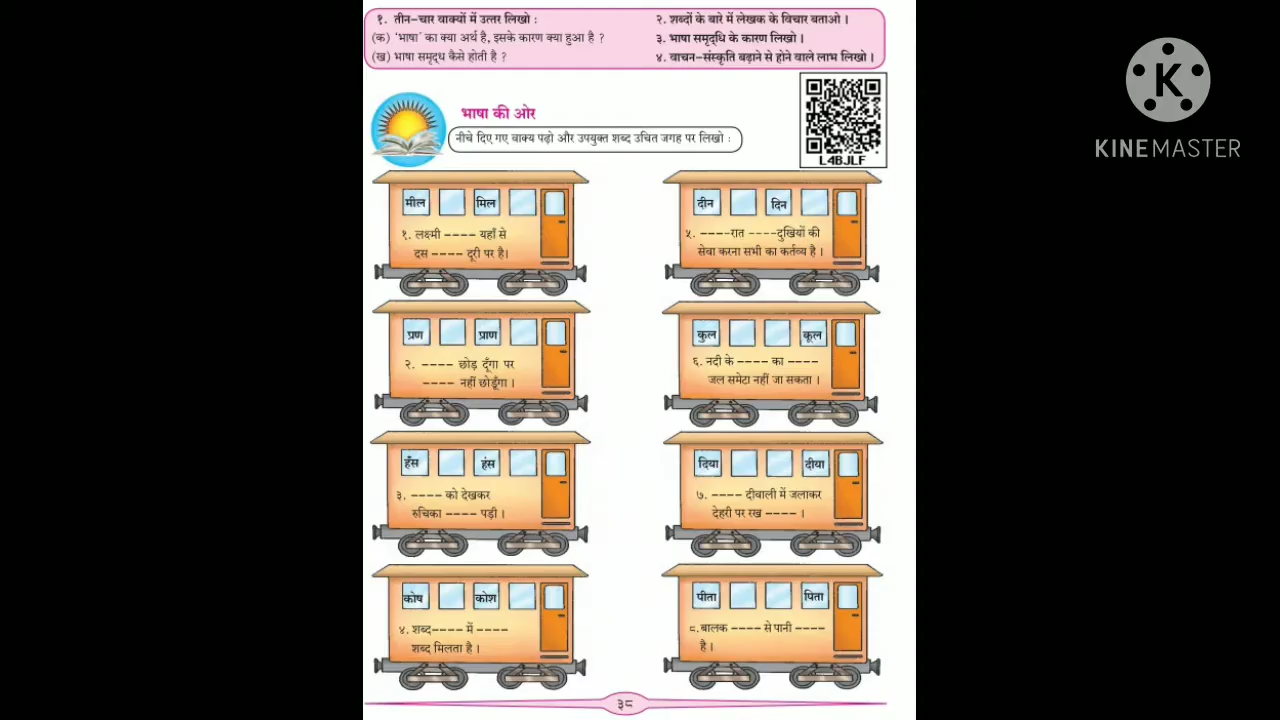 १. तीन-चार वाक्यों में उत्तर लिखो :
(क) 'भाषा' का क्या अर्थ है, इसके कारण क्या हुआ है ?
(ख) भाषा समृद्ध कैसे होती है ?
२. शब्दों के बारे में लेखक के विचार बताओ ।
३. भाषा समृद्धि के कारण लिखो ।
४. वाचन-संस्कृति बढ़ाने से होने वाले लाभ लिखो ।
K
KINEMASTER
भाषा की ओर
नीचे दिए गए वाक्य पढ़ो और उपयुक्त शब्द उचित जगह पर लिखो :
L4BJLF
मील मिल
१. लक्ष्मी ---- यहाँ से
दस ---- दूरी पर है।
दीन दिन
५. ----रात ----दुखियों की
सेवा करना सभी का कर्तव्य है ।
प्रण प्राण
२. ---- छोड़ दूँगा पर
---- नहीं छोड़ूँगा ।
कुल कूल
६. नदी के ---- का ----
जल समेटा नहीं जा सकता ।
हँस हंस
३. ---- को देखकर
रुचिका ---- पड़ी ।
दिया दीया
७. ---- दीवाली में जलाकर
देहरी पर रख ---- ।
कोष कोश
४. शब्द---- में ----
शब्द मिलता है ।
पीता पिता
८. बालक ---- से पानी ----
है ।
३८